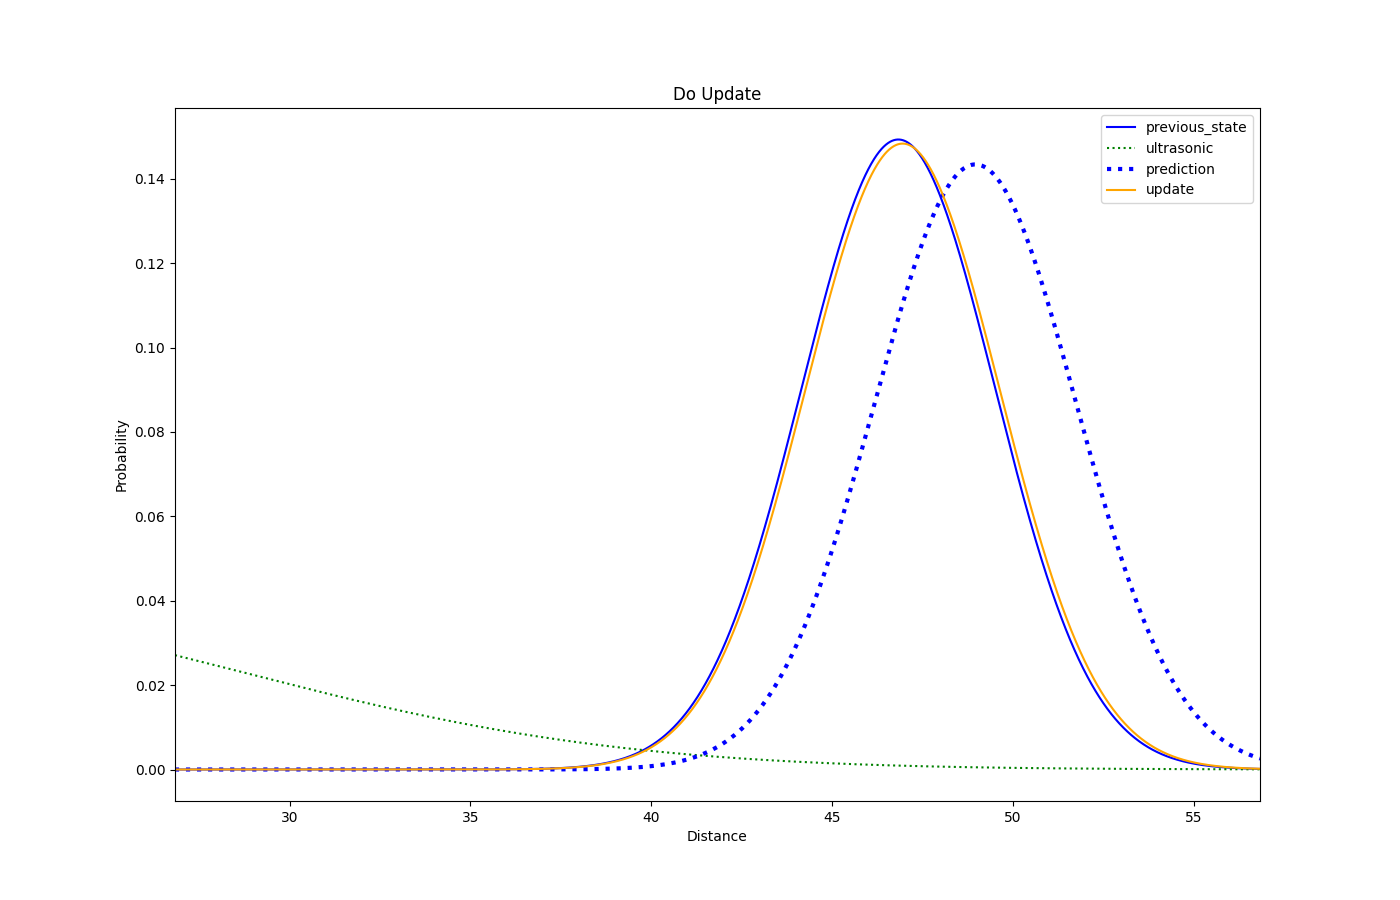 Do Update
previous_state
ultrasonic
prediction
update
Probability
0.14
0.12
0.10
0.08
0.06
0.04
0.02
0.00
30 35 40 45 50 55
Distance